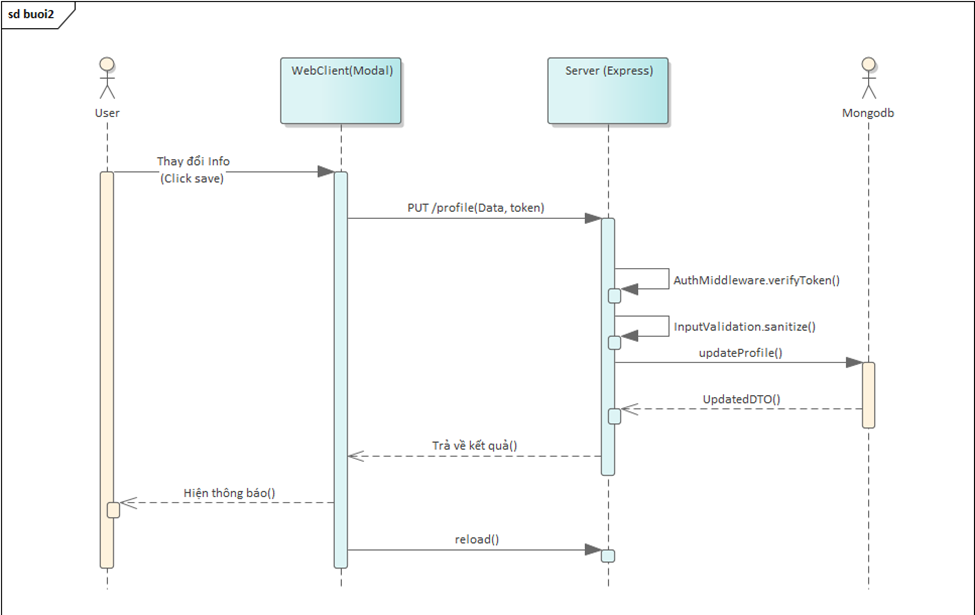 sd buoi2
WebClient(Modal)
Server (Express)
User
Mongodb
Thay đổi Info
(Click save)
PUT /profile(Data, token)
AuthMiddleware.verifyToken()
InputValidation.sanitize()
updateProfile()
UpdatedDTO()
Trả về kết quả()
Hiện thông báo()
reload()